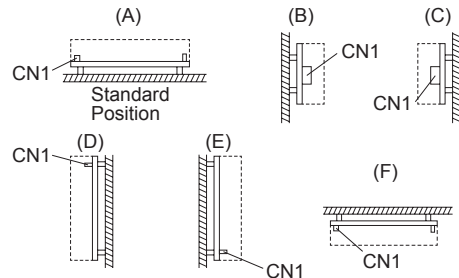 (A)
(B)
(C)
CN1
CN1
CN1
Standard
Position
(D)
(E)
CN1
(F)
CN1
CN1